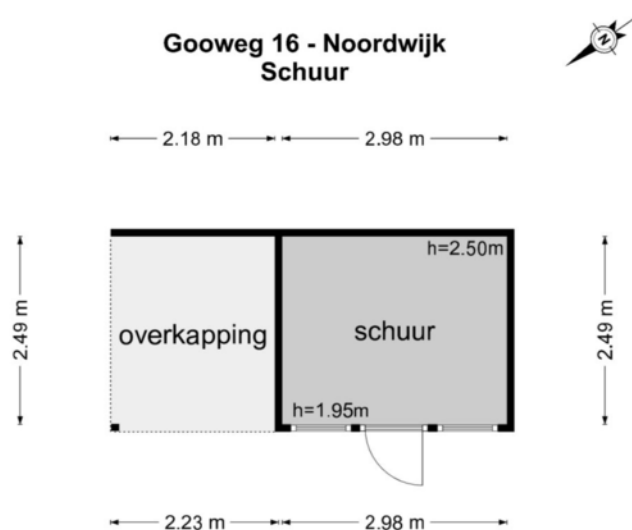 Gooweg 16 - Noordwijk
Schuur
N
2.18 m
2.98 m
h=2.50m
2.49 m
2.49 m
overkapping
schuur
h=1.95m
2.23 m
2.98 m